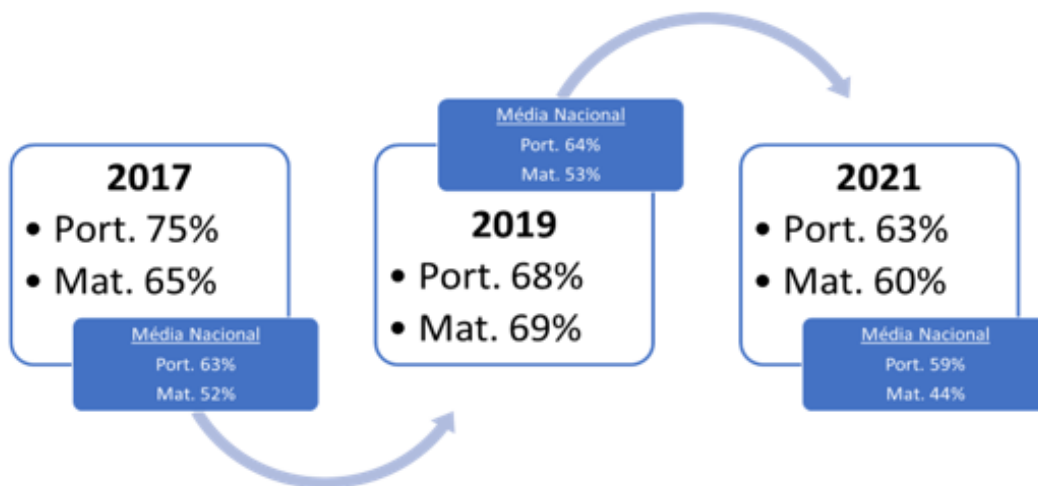 2017
• Port. 75%
• Mat. 65%
Média Nacional
Port. 63%
Mat. 52%
Média Nacional
Port. 64%
Mat. 53%
2019
• Port. 68%
• Mat. 69%
2021
• Port. 63%
• Mat. 60%
Média Nacional
Port. 59%
Mat. 44%